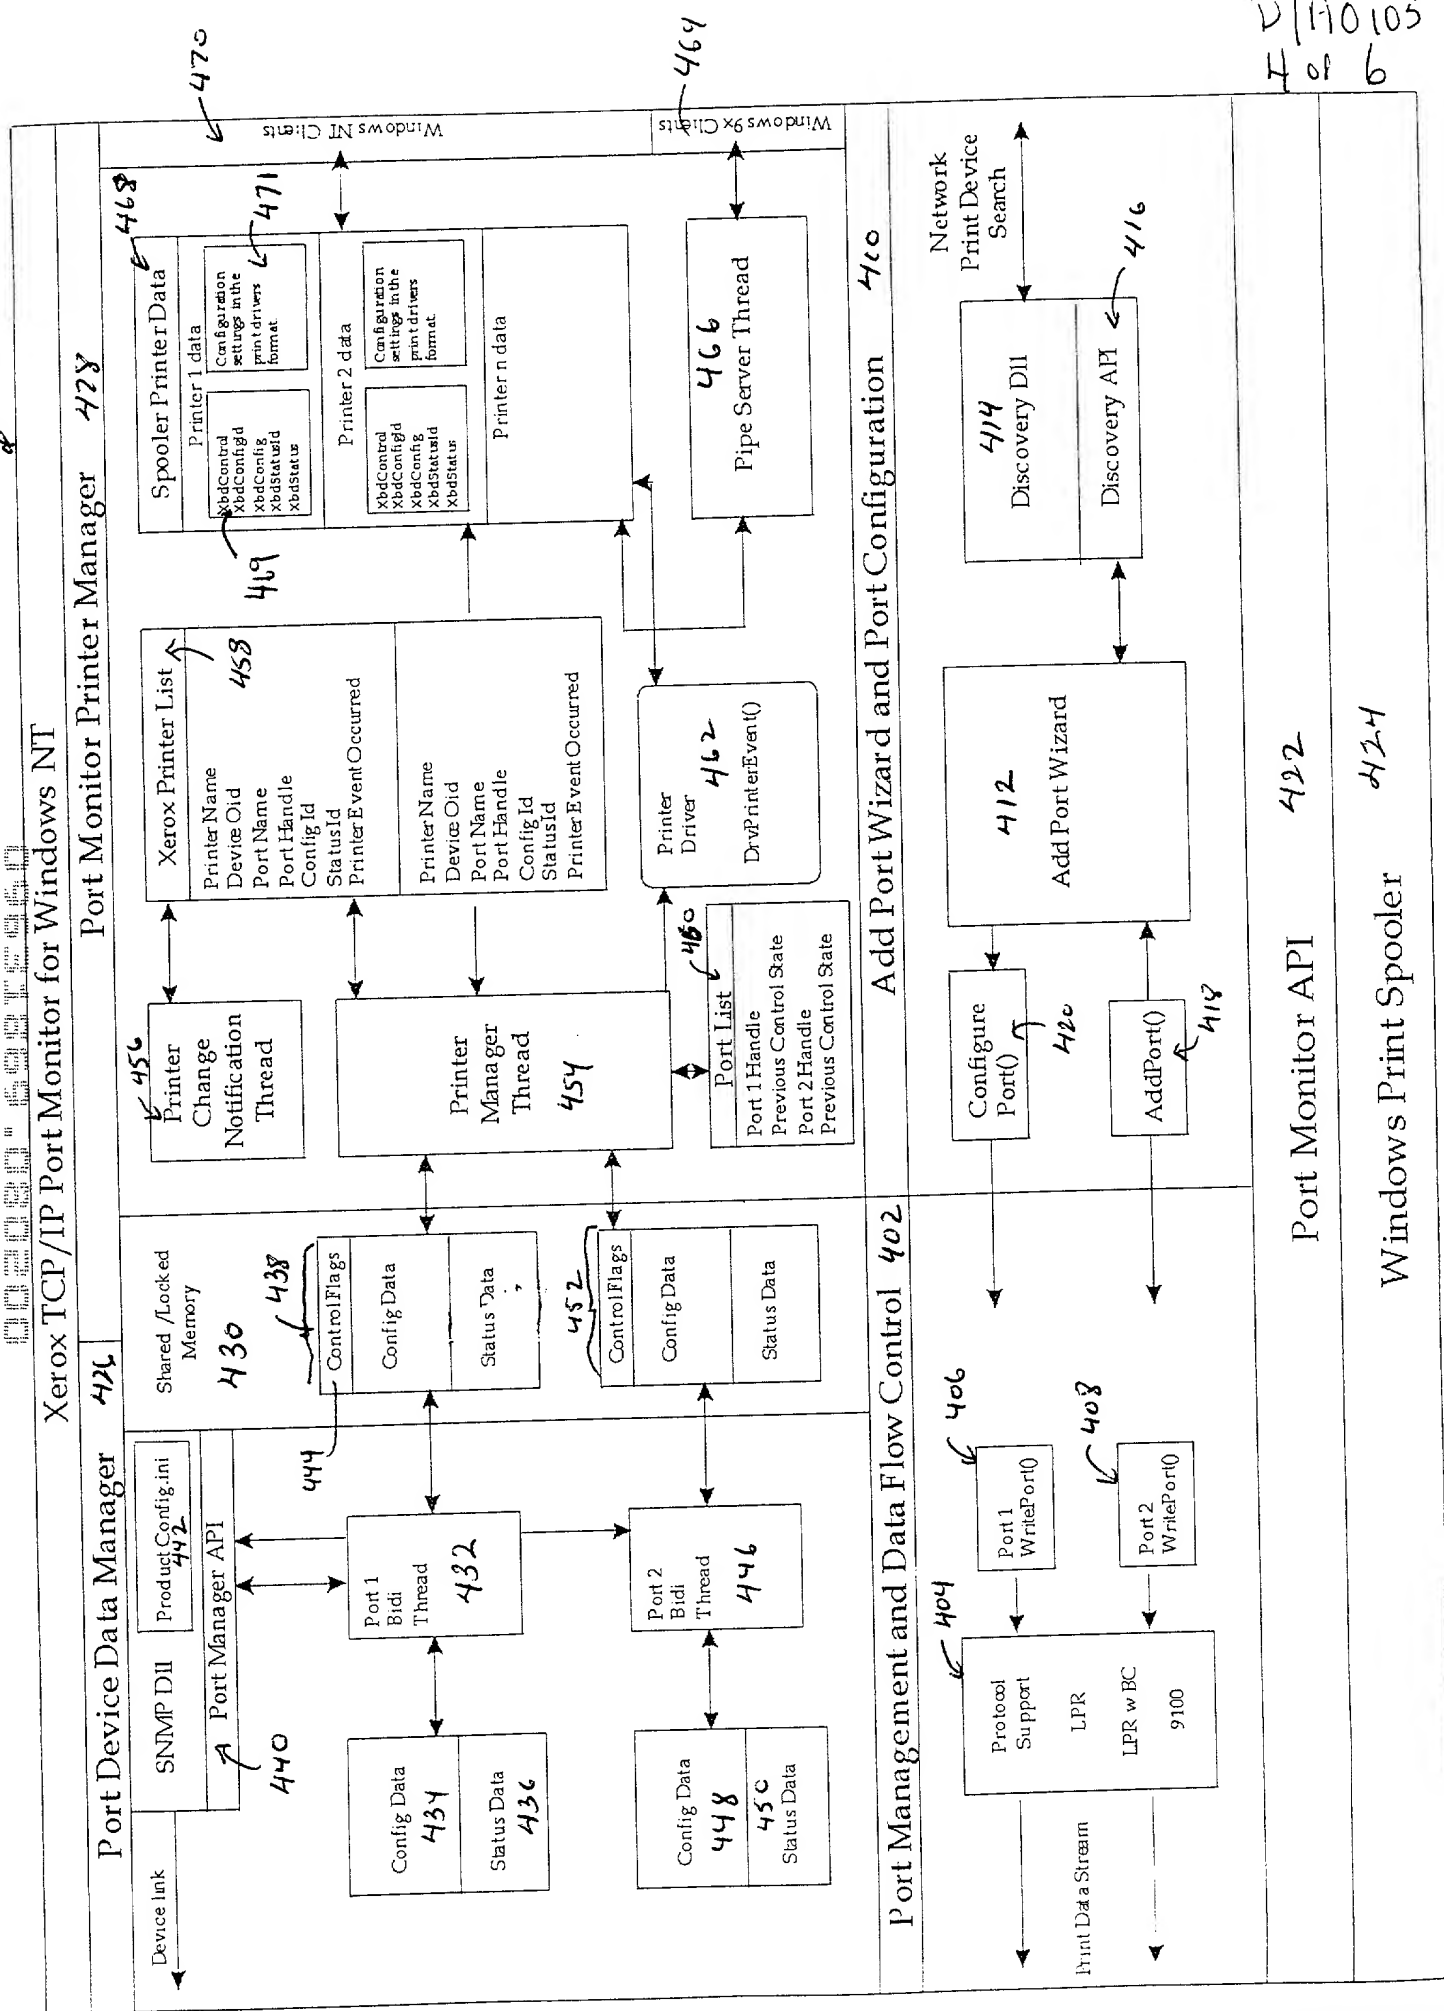 D/A0105
4 of 6
Xerox TCP/IP Port Monitor for Windows NT
Port Device Data Manager 426
Device link
SNMP Dll
Product Config.ini
442
Port Manager API
440
Shared /Locked
Memory
430
Config Data
434
Status Data
436
Port 1
Bidi
Thread
432
444
438
Control Flags
Config Data
Status Data
Config Data
448
450
Status Data
Port 2
Bidi
Thread
446
452
Control Flags
Config Data
Status Data
Port Monitor Printer Manager 428
456
Printer
Change
Notification
Thread
Printer
Manager
Thread
454
460
Port List
Port 1 Handle
Previous Control State
Port 2 Handle
Previous Control State
Xerox Printer List
458
Printer Name
Device Oid
Port Name
Port Handle
Config Id
StatusId
Printer Event Occurred
Printer Name
Device Oid
Port Name
Port Handle
Config Id
StatusId
Printer Event Occurred
Printer
Driver
462
DrvPrinterEvent()
468
Spooler Printer Data
Printer 1 data
469
XbdControl
XbdConfigId
XbdConfig
XbdStatusId
XbdStatus
Configuration
settings in the
print drivers
format.
471
Printer 2 data
XbdControl
XbdConfigId
XbdConfig
XbdStatusId
XbdStatus
Configuration
settings in the
print drivers
format.
Printer n data
466
Pipe Server Thread
470
Windows NT Clients
464
Windows 9x Clients
Port Management and Data Flow Control 402
Print Data Stream
404
Protocol
Support
LPR
LPR w BC
9100
406
Port 1
WritePort()
408
Port 2
WritePort()
Add Port Wizard and Port Configuration 410
Configure
Port()
420
AddPort()
418
412
Add Port Wizard
414
Discovery Dll
Discovery API
416
Network
Print Device
Search
Port Monitor API 422
Windows Print Spooler 424